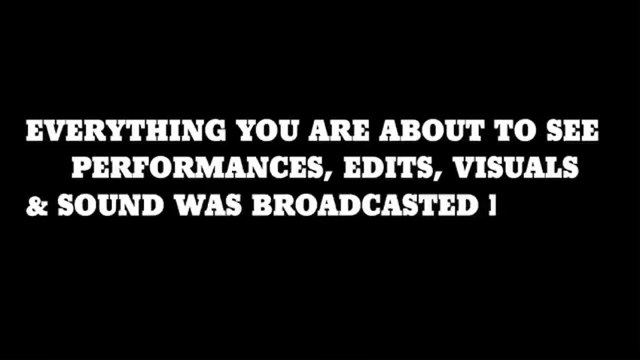 EVERYTHING YOU ARE ABOUT TO SEE
PERFORMANCES, EDITS, VISUALS
& SOUND WAS BROADCASTED